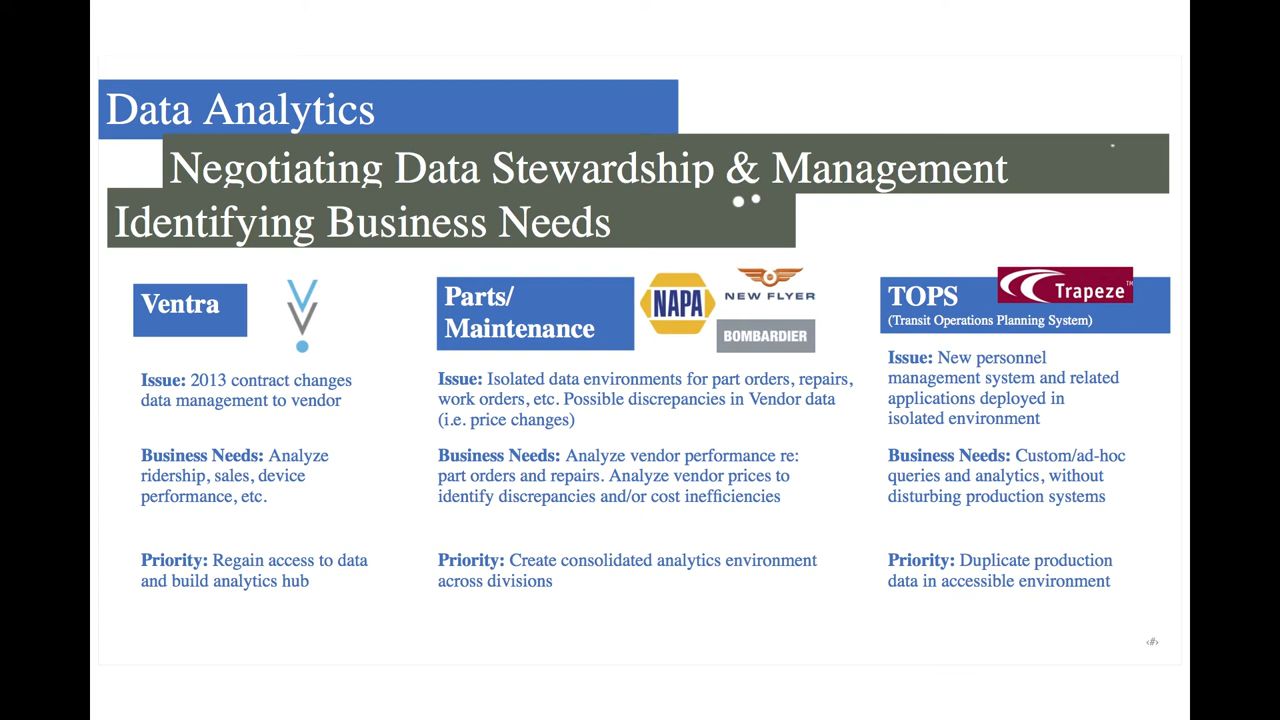 Data Analytics
Negotiating Data Stewardship & Management
Identifying Business Needs
Ventra
Issue: 2013 contract changes
data management to vendor
Business Needs: Analyze
ridership, sales, device
performance, etc.
Priority: Regain access to data
and build analytics hub
Parts/
Maintenance
NAPA
NEW FLYER
BOMBARDIER
Issue: Isolated data environments for part orders, repairs,
work orders, etc. Possible discrepancies in Vendor data
(i.e. price changes)
Business Needs: Analyze vendor performance re:
part orders and repairs. Analyze vendor prices to
identify discrepancies and/or cost inefficiencies
Priority: Create consolidated analytics environment
across divisions
TOPS
Trapeze™
(Transit Operations Planning System)
Issue: New personnel
management system and related
applications deployed in
isolated environment
Business Needs: Custom/ad-hoc
queries and analytics, without
disturbing production systems
Priority: Duplicate production
data in accessible environment
‹#›